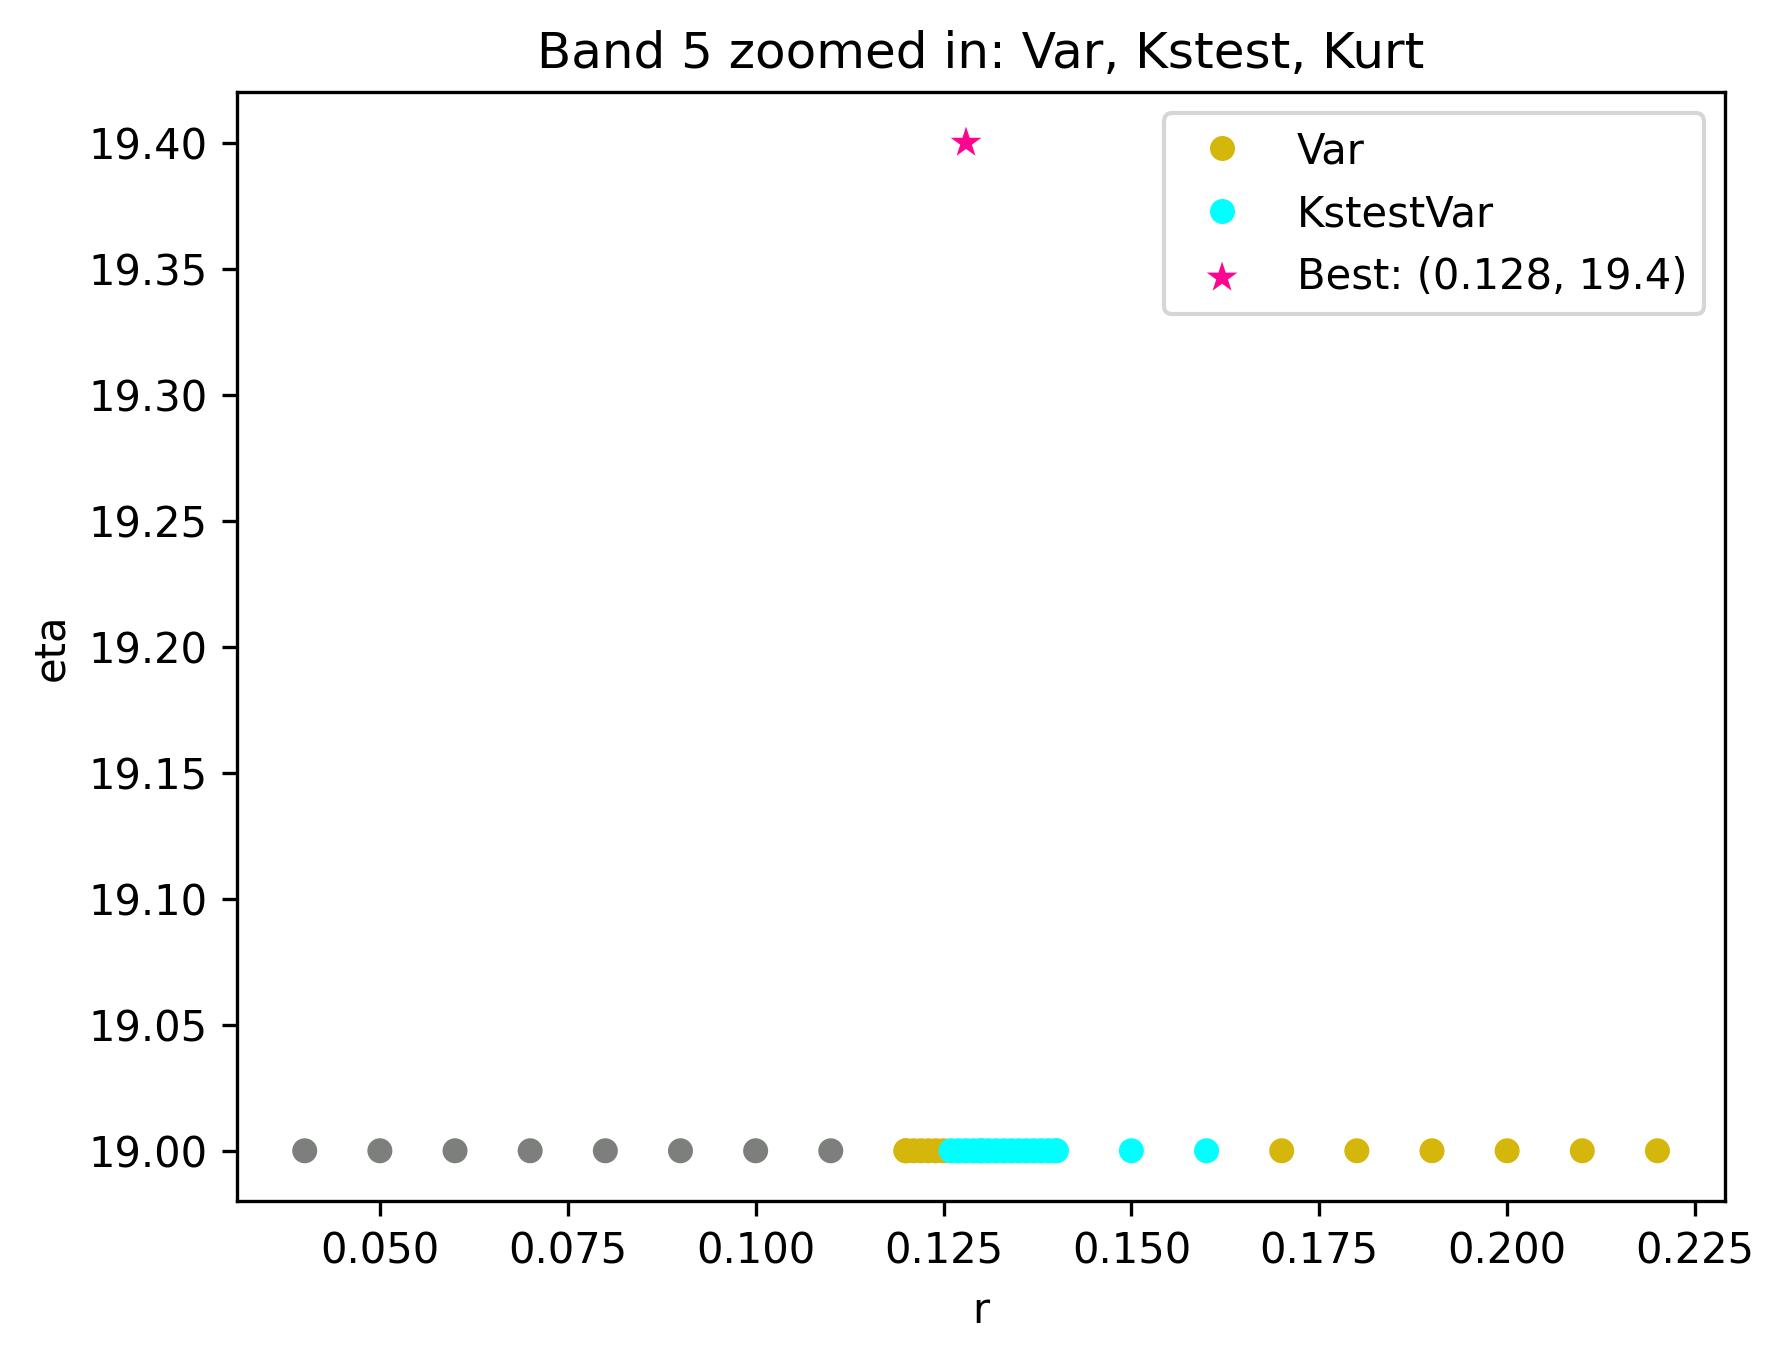 Band 5 zoomed in: Var, Kstest, Kurt
Var
KstestVar
Best: (0.128, 19.4)
19.40
19.35
19.30
19.25
19.20
19.15
19.10
19.05
19.00
eta
0.050 0.075 0.100 0.125 0.150 0.175 0.200 0.225
r